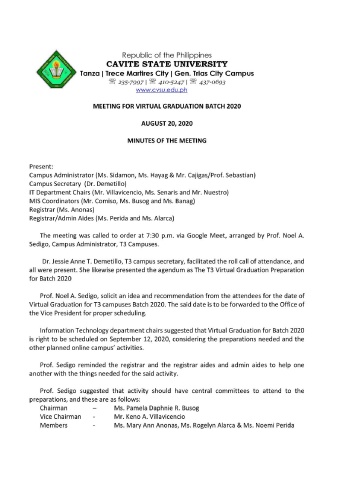 Republic of the Philippines
CAVITE STATE UNIVERSITY
Tanza | Trece Martires City | Gen. Trias City Campus
☏ 235-7997 | ☏ 410-5247 | ☏ 437-0693
www.cvsu.edu.ph
MEETING FOR VIRTUAL GRADUATION BATCH 2020
AUGUST 20, 2020
MINUTES OF THE MEETING
Present:
Campus Administrator (Ms. Sidamon, Ms. Hayag & Mr. Cajigas/Prof. Sebastian)
Campus Secretary (Dr. Demetillo)
IT Department Chairs (Mr. Villavicencio, Ms. Senaris and Mr. Nuestro)
MIS Coordinators (Mr. Comiso, Ms. Busog and Ms. Banag)
Registrar (Ms. Anonas)
Registrar/Admin Aides (Ms. Perida and Ms. Alarca)
The meeting was called to order at 7:30 p.m. via Google Meet, arranged by Prof. Noel A.
Sedigo, Campus Administrator, T3 Campuses.
Dr. Jessie Anne T. Demetillo, T3 campus secretary, facilitated the roll call of attendance, and
all were present. She likewise presented the agendum as The T3 Virtual Graduation Preparation
for Batch 2020
Prof. Noel A. Sedigo, solicit an idea and recommendation from the attendees for the date of
Virtual Graduation for T3 campuses Batch 2020. The said date is to be forwarded to the Office of
the Vice President for proper scheduling.
Information Technology department chairs suggested that Virtual Graduation for Batch 2020
is right to be scheduled on September 12, 2020, considering the preparations needed and the
other planned online campus' activities.
Prof. Sedigo reminded the registrar and the registrar aides and admin aides to help one
another with the things needed for the said activity.
Prof. Sedigo suggested that activity should have central committees to attend to the
preparations, and these are as follows:
Chairman – Ms. Pamela Daphnie R. Busog
Vice Chairman - Mr. Keno A. Villavicencio
Members - Ms. Mary Ann Anonas, Ms. Rogelyn Alarca & Ms. Noemi Perida